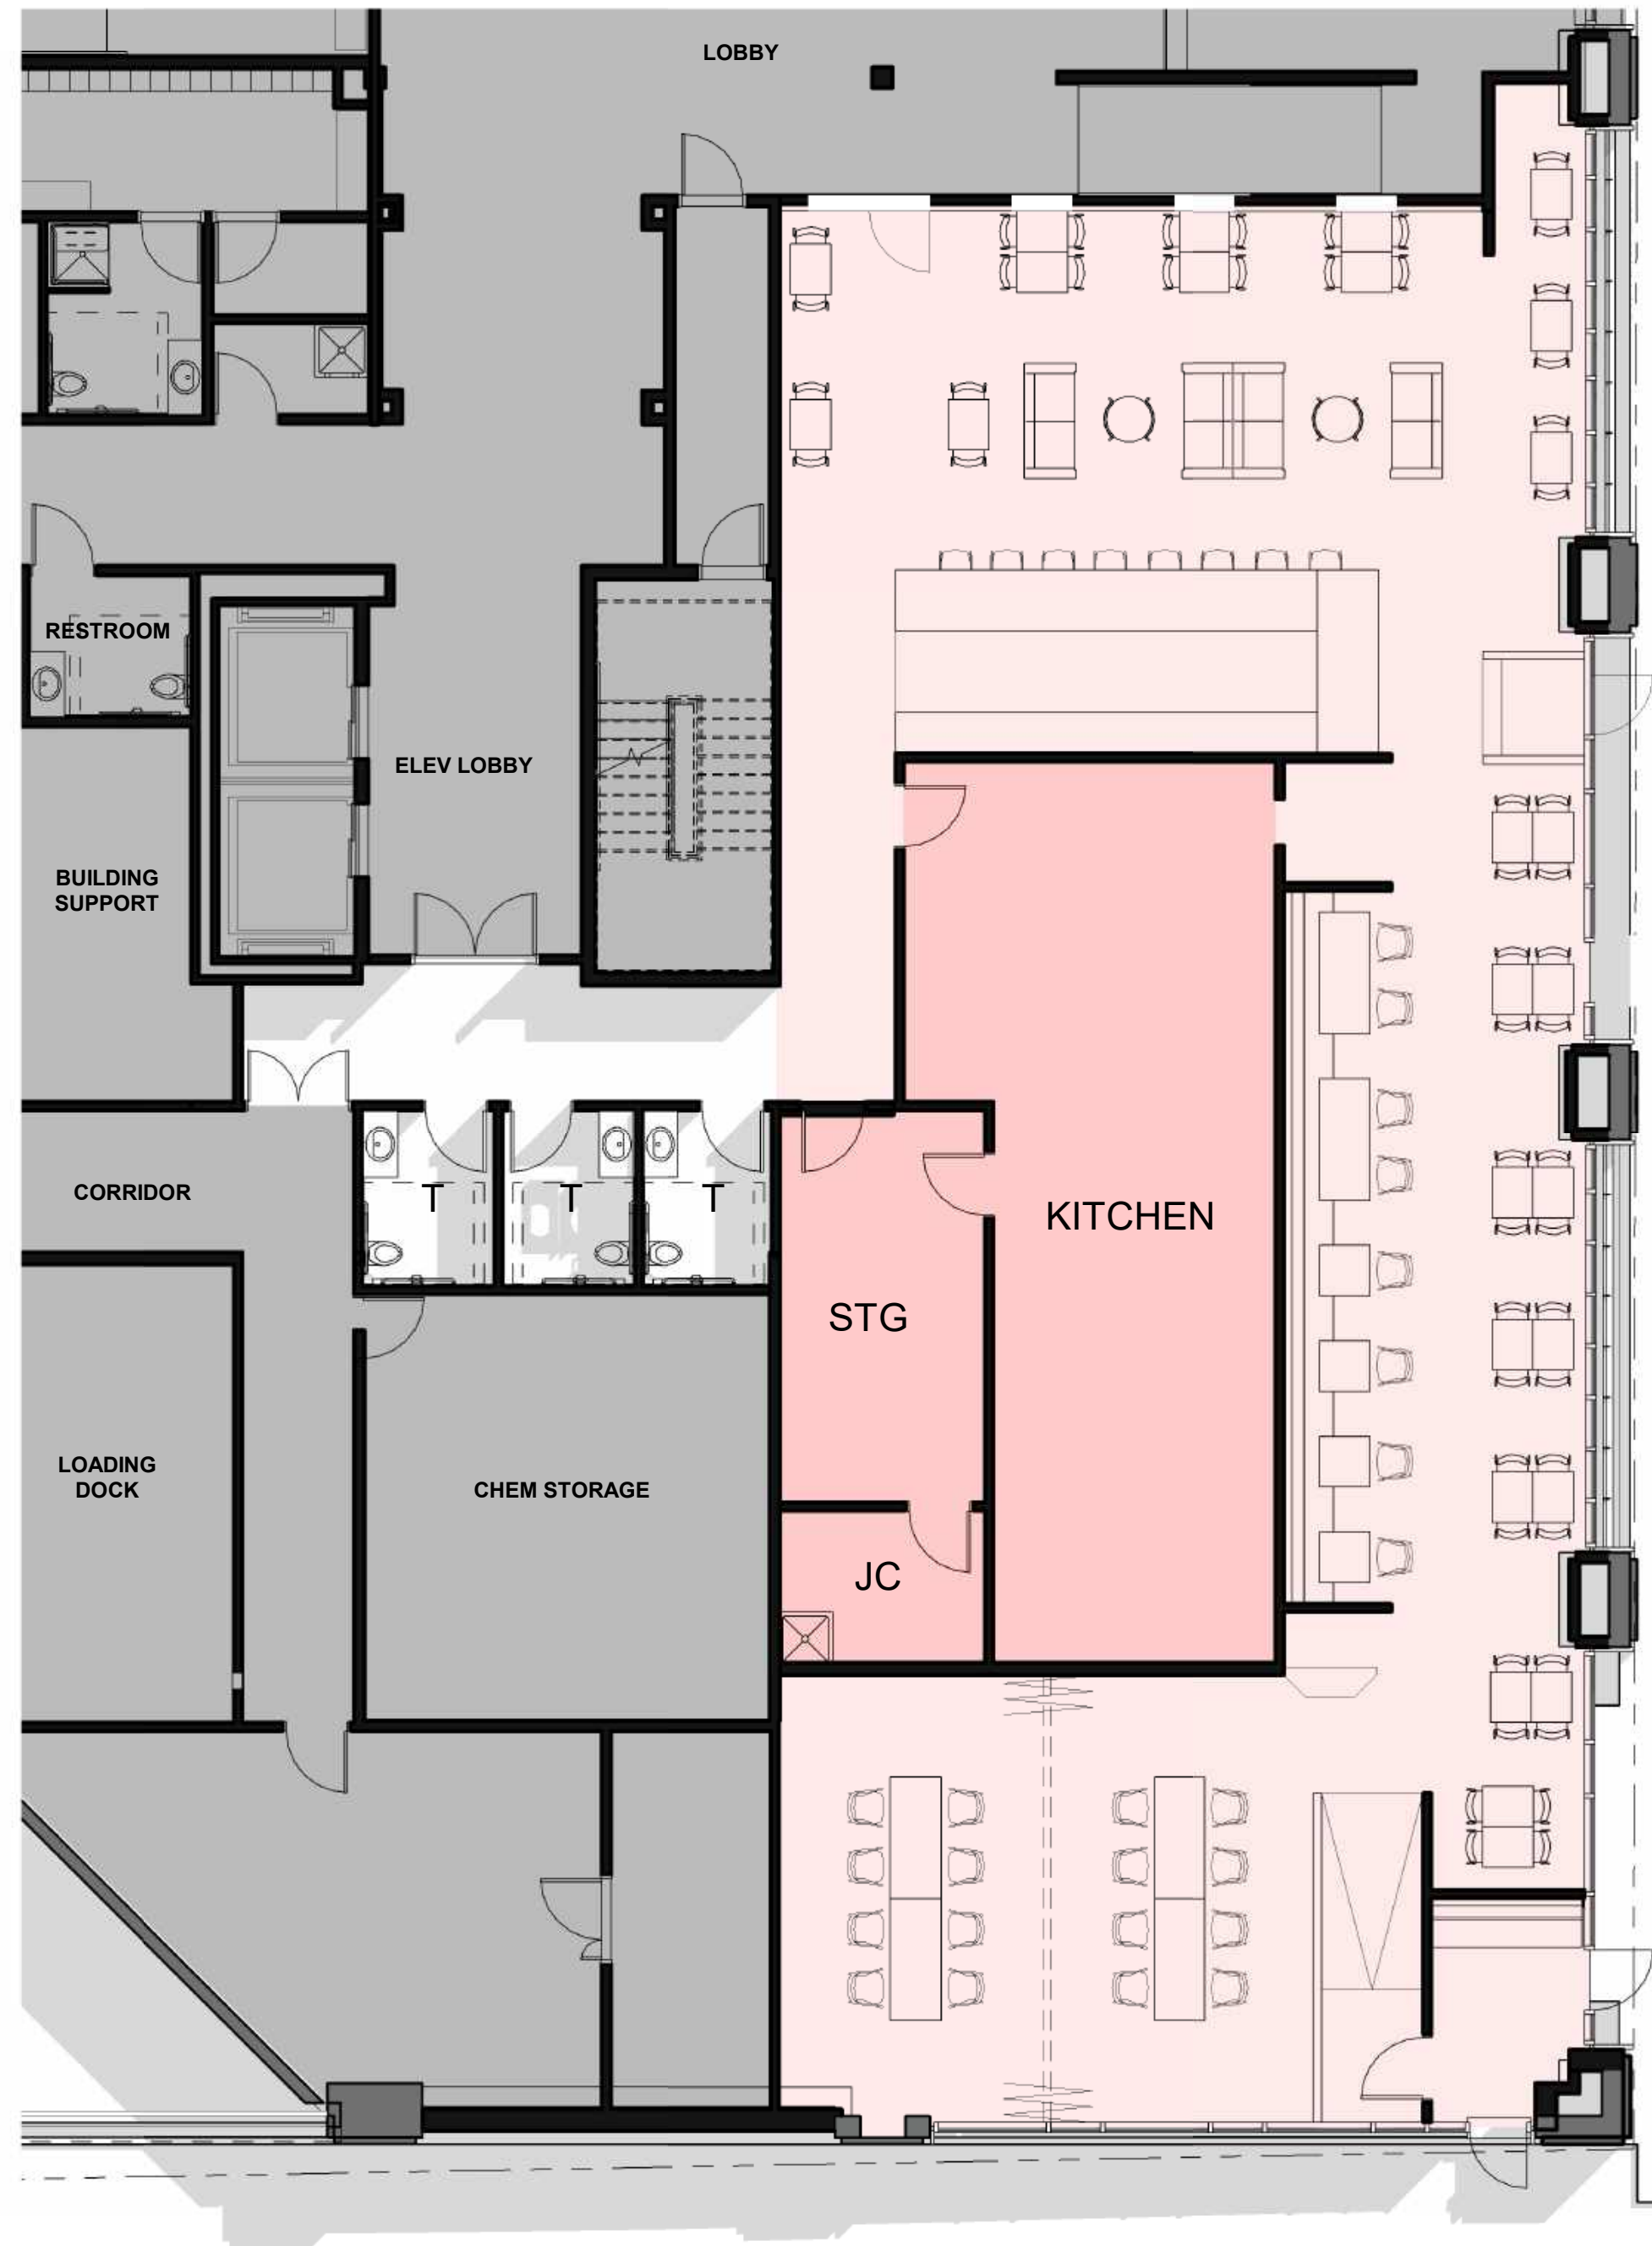 LOBBY
RESTROOM
ELEV LOBBY
BUILDING
SUPPORT
CORRIDOR
T
T
T
KITCHEN
STG
LOADING
DOCK
CHEM STORAGE
JC